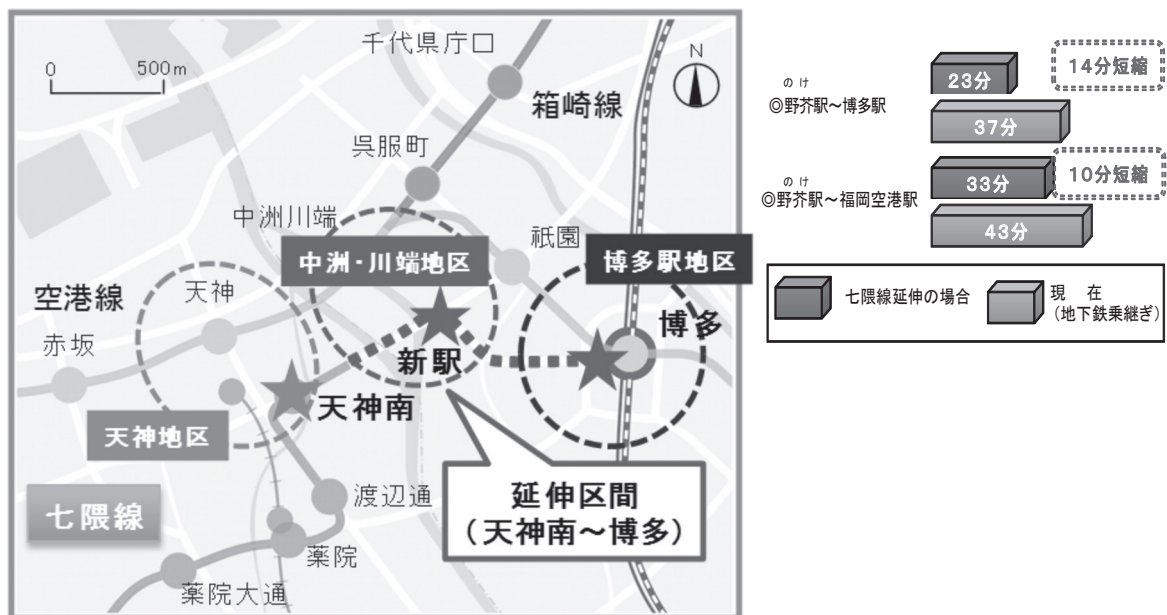 千代県庁口
N
0 500m
箱崎線
呉服町
中洲川端
祇園
中洲・川端地区
博多駅地区
空港線
天神
博多
赤坂
新駅
天神南
天神地区
延伸区間
(天神南~博多)
七隈線
渡辺通
薬院
薬院大通
のけ
◎野芥駅~博多駅
23分
14分短縮
37分
のけ
◎野芥駅~福岡空港駅
33分
10分短縮
43分
七隈線延伸の場合
現 在
(地下鉄乗継ぎ)